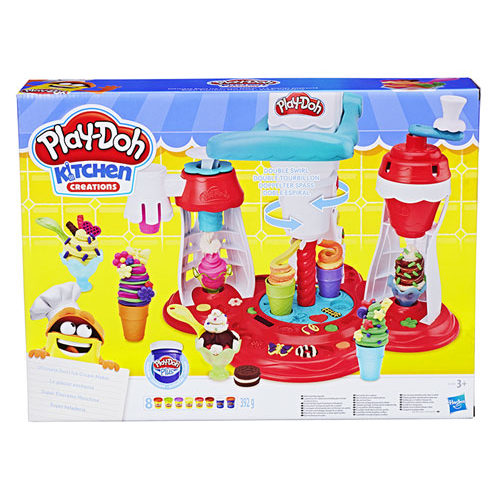 Play-Doh
Play-Doh
KITCHEN
CREATIONS
DOUBLE SWIRL
DOUBLE TOURBILLON
DOPPELTER SPASS
DOBLE ESPIRAL
Play-Doh
PLUS
8
392 g
3+
Hasbro